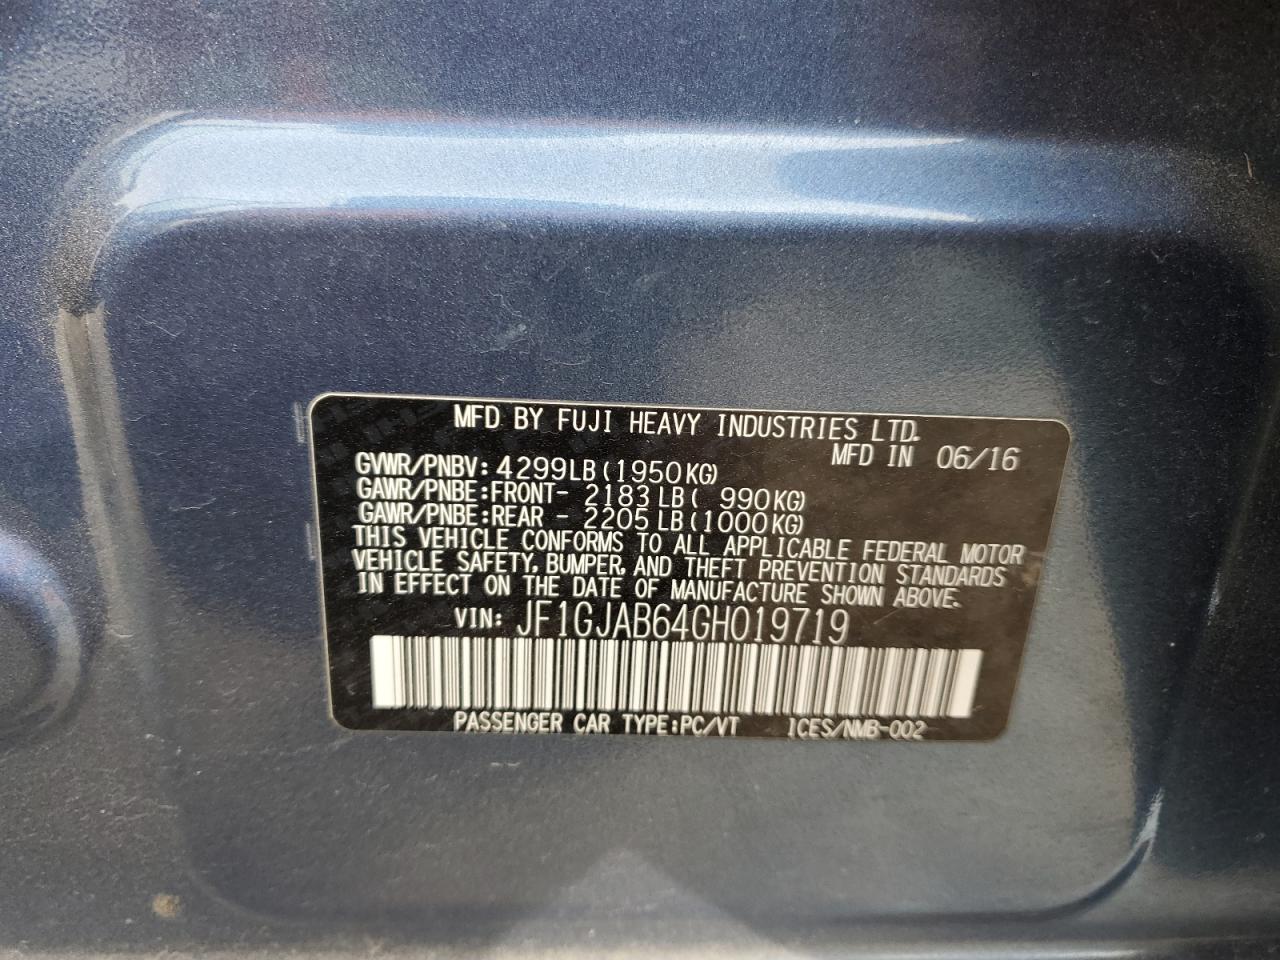 MFD BY FUJI HEAVY INDUSTRIES LTD.
MFD IN 06/16
GVWR/PNBV: 4299LB(1950KG)
GAWR/PNBE:FRONT- 2183LB( 990KG)
GAWR/PNBE:REAR - 2205LB(1000KG)
THIS VEHICLE CONFORMS TO ALL APPLICABLE FEDERAL MOTOR
VEHICLE SAFETY, BUMPER, AND THEFT PREVENTION STANDARDS
IN EFFECT ON THE DATE OF MANUFACTURE SHOWN ABOVE.
VIN: JF1GJAB64GH019719
PASSENGER CAR TYPE:PC/VT ICES/NMB-002